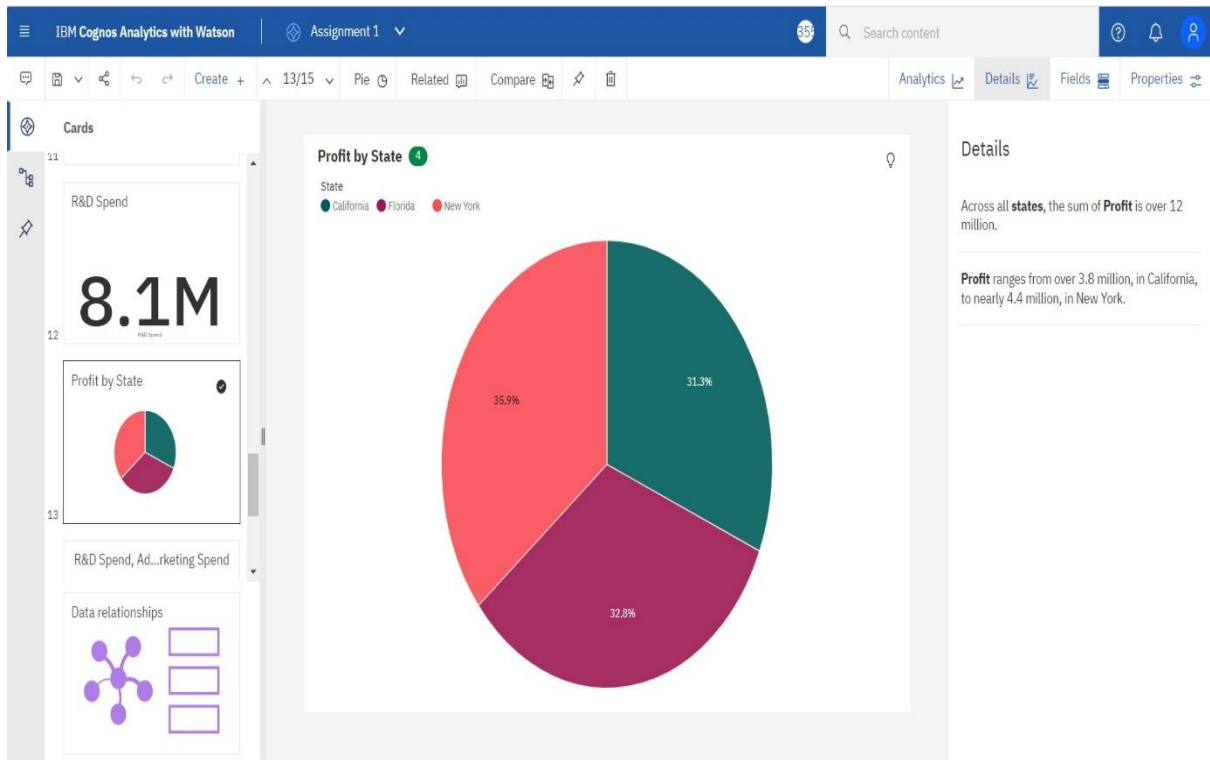 IBM Cognos Analytics with Watson
Assignment 1
Search content
Create +
13/15
Pie
Related
Compare
Analytics
Details
Fields
Properties
Cards
11
R&D Spend
8.1M
R&D Spend
12
Profit by State
13
R&D Spend, Ad...rketing Spend
Data relationships
Profit by State 4
State
California Florida New York
31.3%
35.9%
32.8%
Details
Across all states, the sum of Profit is over 12
million.
Profit ranges from over 3.8 million, in California,
to nearly 4.4 million, in New York.